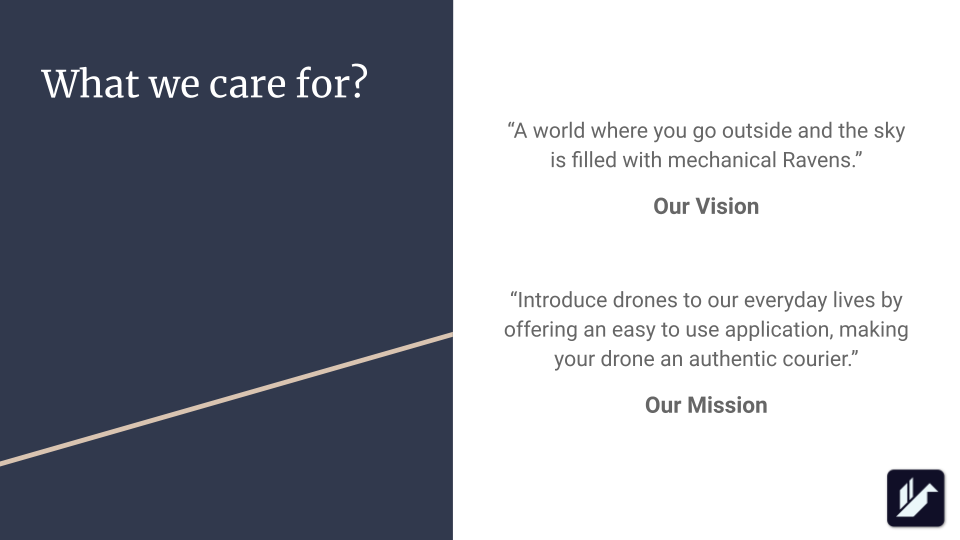 What we care for?
“A world where you go outside and the sky
is filled with mechanical Ravens.”
Our Vision
“Introduce drones to our everyday lives by
offering an easy to use application, making
your drone an authentic courier.”
Our Mission